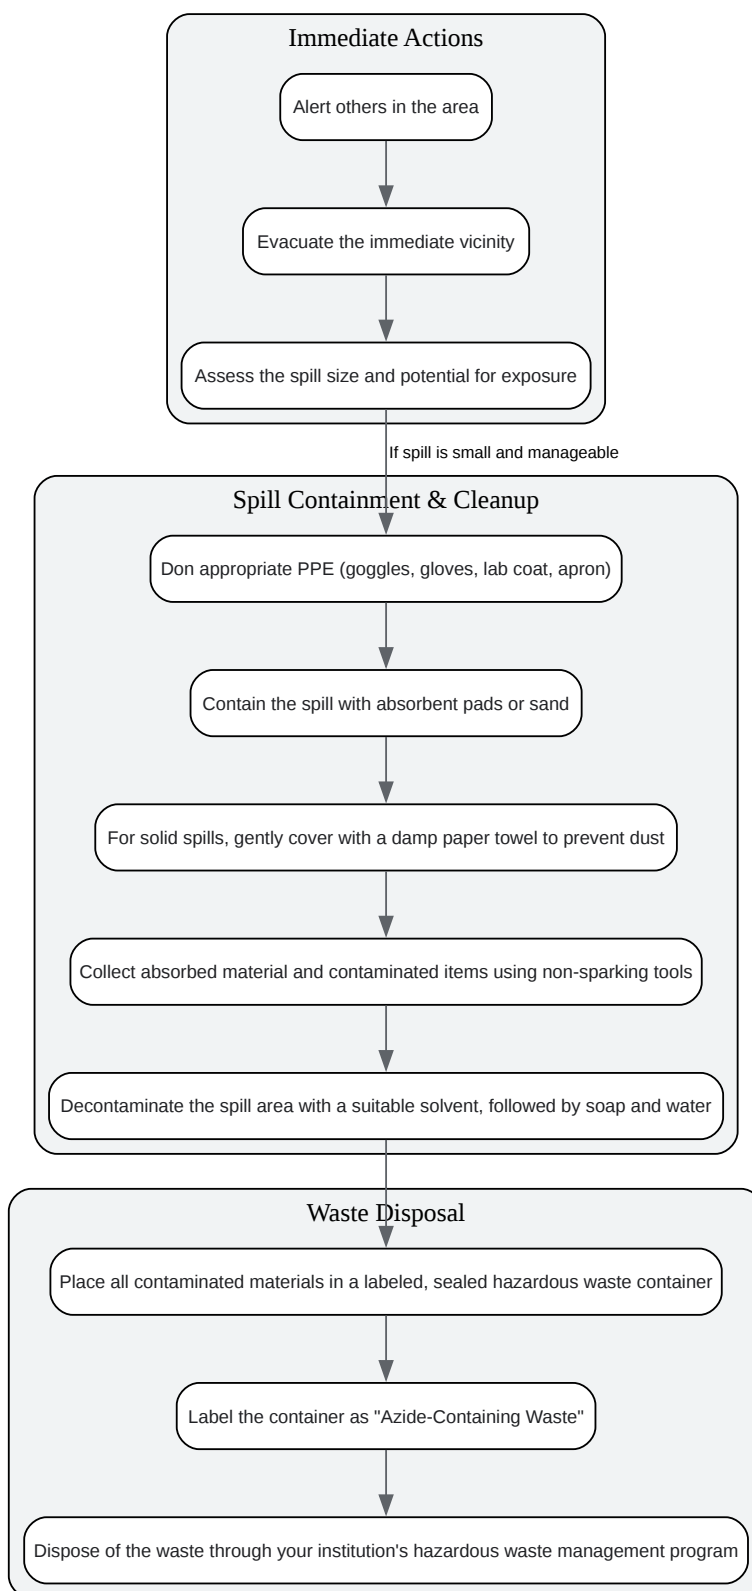 Immediate Actions
Alert others in the area
Evacuate the immediate vicinity
Assess the spill size and potential for exposure
If spill is small and manageable
Spill Containment & Cleanup
Don appropriate PPE (goggles, gloves, lab coat, apron)
Contain the spill with absorbent pads or sand
For solid spills, gently cover with a damp paper towel to prevent dust
Collect absorbed material and contaminated items using non-sparking tools
Decontaminate the spill area with a suitable solvent, followed by soap and water
Waste Disposal
Place all contaminated materials in a labeled, sealed hazardous waste container
Label the container as "Azide-Containing Waste"
Dispose of the waste through your institution's hazardous waste management program